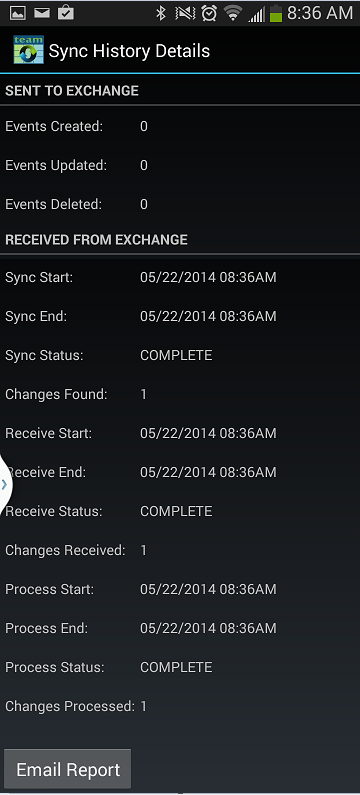 8:36 AM
team
Sync History Details
SENT TO EXCHANGE
Events Created: 0
Events Updated: 0
Events Deleted: 0
RECEIVED FROM EXCHANGE
Sync Start: 05/22/2014 08:36AM
Sync End: 05/22/2014 08:36AM
Sync Status: COMPLETE
Changes Found: 1
Receive Start: 05/22/2014 08:36AM
Receive End: 05/22/2014 08:36AM
Receive Status: COMPLETE
Changes Received: 1
Process Start: 05/22/2014 08:36AM
Process End: 05/22/2014 08:36AM
Process Status: COMPLETE
Changes Processed: 1
Email Report